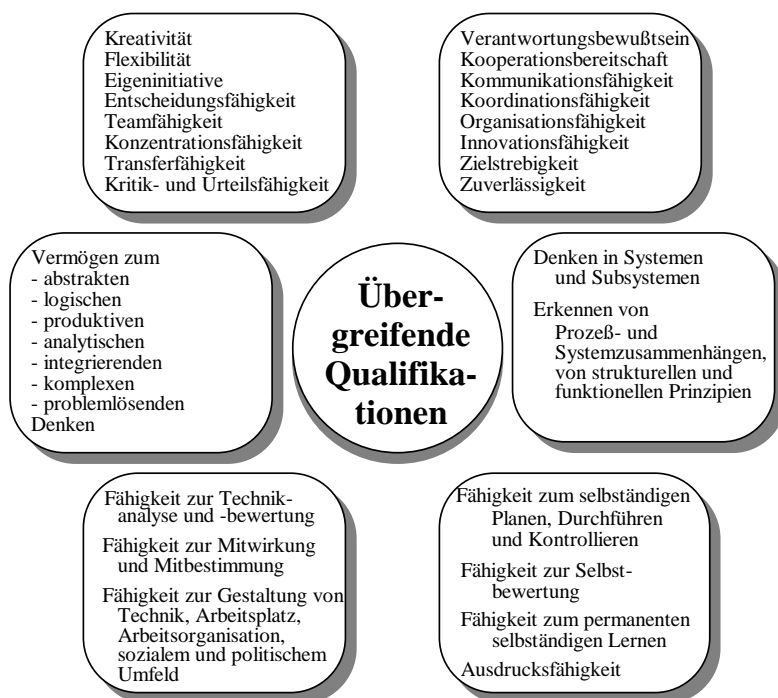 Kreativität
Flexibilität
Eigeninitiative
Entscheidungsfähigkeit
Teamfähigkeit
Konzentrationsfähigkeit
Transferfähigkeit
Kritik- und Urteilsfähigkeit
Verantwortungsbewußtsein
Kooperationsbereitschaft
Kommunikationsfähigkeit
Koordinationsfähigkeit
Organisationsfähigkeit
Innovationsfähigkeit
Zielstrebigkeit
Zuverlässigkeit
Vermögen zum
- abstrakten
- logischen
- produktiven
- analytischen
- integrierenden
- komplexen
- problemlösenden
Denken
Über-
greifende
Qualifika-
tionen
Denken in Systemen
und Subsystemen
Erkennen von
Prozeß- und
Systemzusammenhängen,
von strukturellen und
funktionellen Prinzipien
Fähigkeit zur Technik-
analyse und -bewertung
Fähigkeit zur Mitwirkung
und Mitbestimmung
Fähigkeit zur Gestaltung von
Technik, Arbeitsplatz,
Arbeitsorganisation,
sozialem und politischem
Umfeld
Fähigkeit zum selbständigen
Planen, Durchführen
und Kontrollieren
Fähigkeit zur Selbst-
bewertung
Fähigkeit zum permanenten
selbständigen Lernen
Ausdrucksfähigkeit